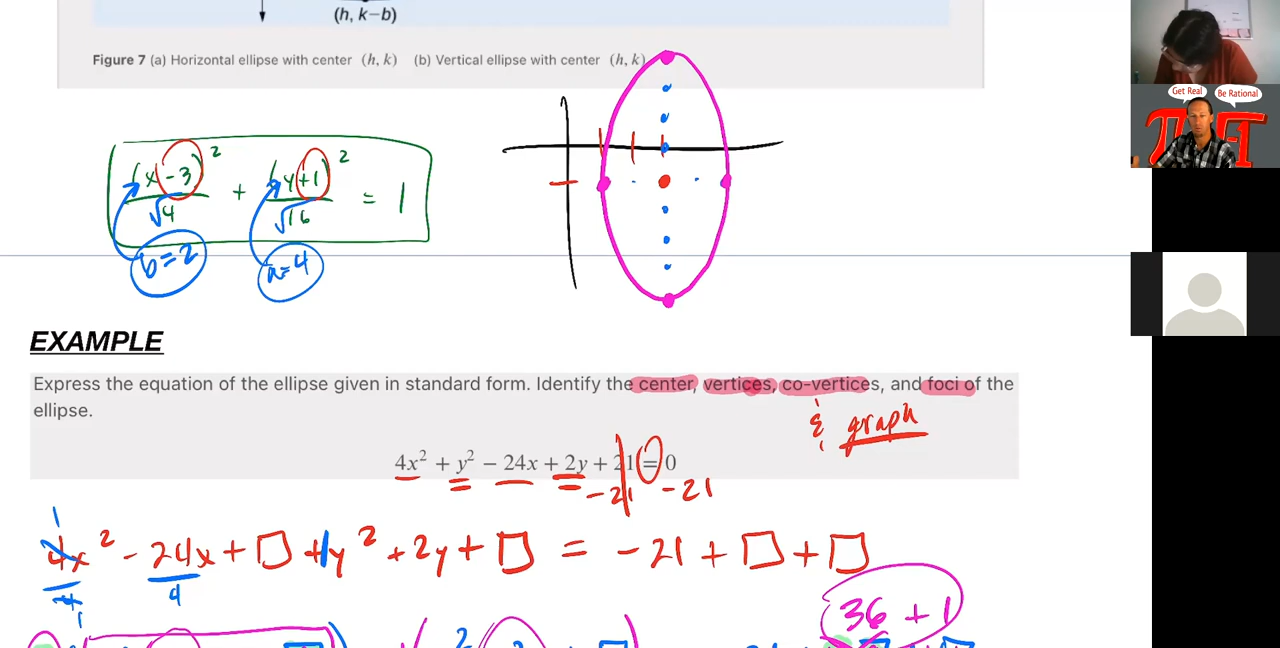 (h, k−b)
Figure 7 (a) Horizontal ellipse with center (h, k) (b) Vertical ellipse with center (h, k)
Get Real
Be Rational
(x-3)²/√4 + (y+1)²/√16 = 1
b=2
a=4
EXAMPLE
Express the equation of the ellipse given in standard form. Identify the center, vertices, co-vertices, and foci of the
ellipse.
& graph
4x² + y² − 24x + 2y + 21 = 0
-21 -21
1
4x² - 24x + □ + 1y² + 2y + □ = -21 + □ + □
4 4
1
36 + 1